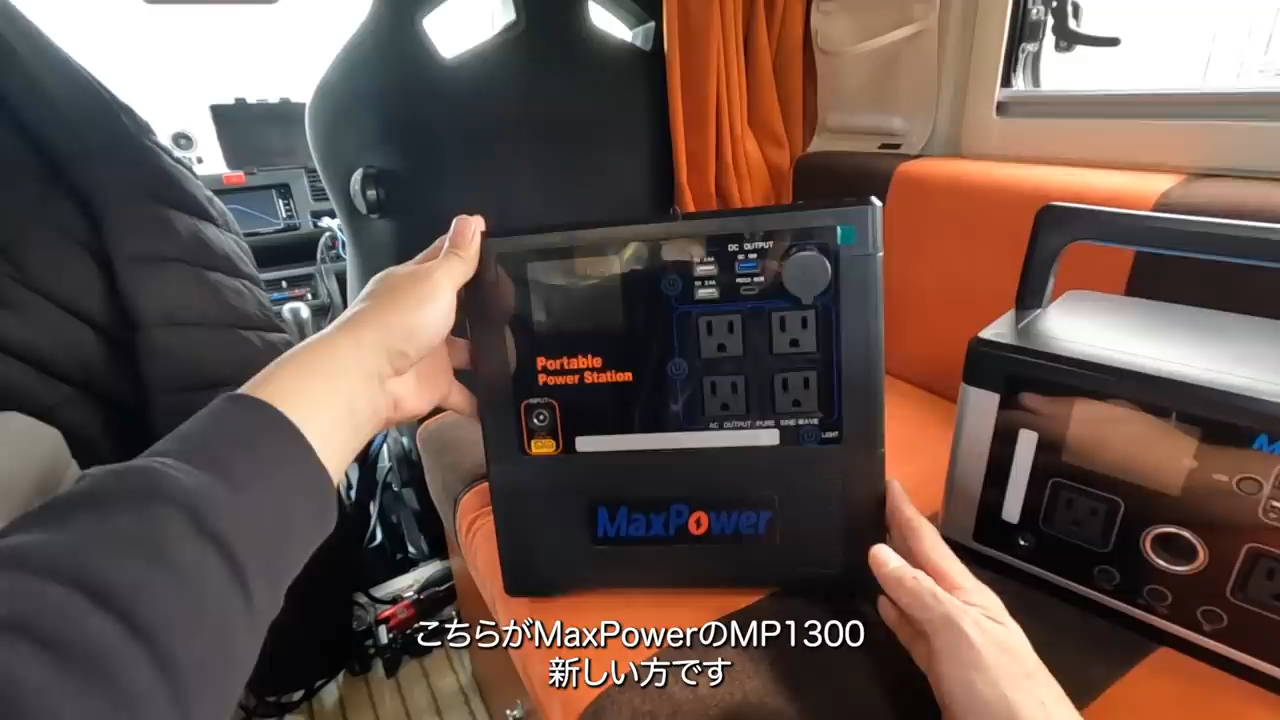 DC OUTPUT
Portable
Power Station
INPUT
AC OUTPUT PURE SINE WAVE
LIGHT
MaxPower
M
こちらがMaxPowerのMP1300
新しい方です